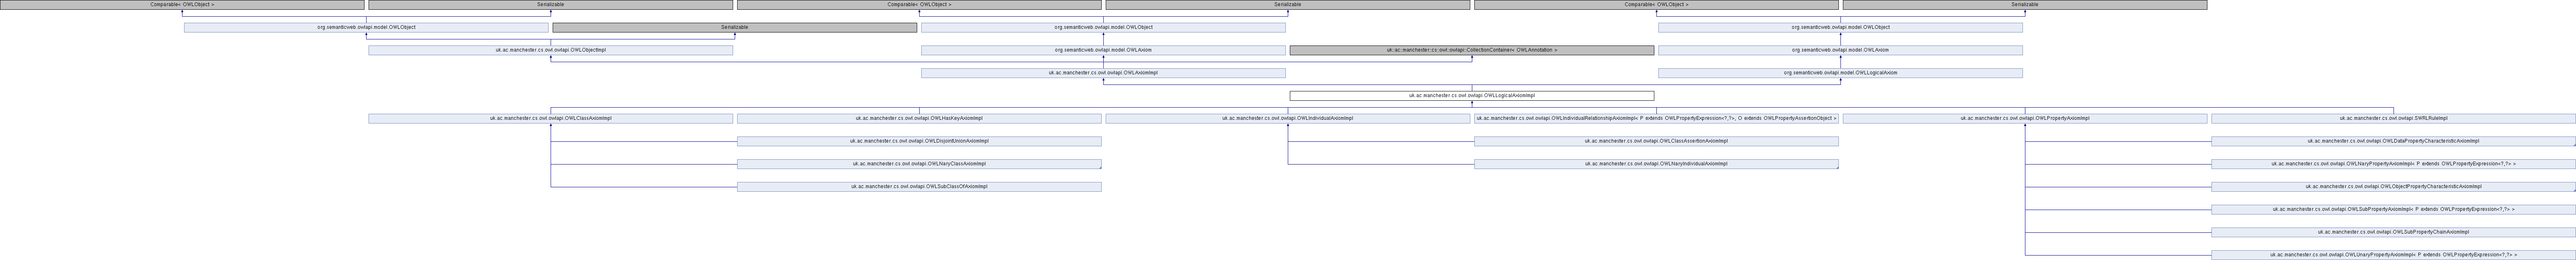 Comparable< OWLObject >
Serializable
Comparable< OWLObject >
Serializable
Comparable< OWLObject >
Serializable
org.semanticweb.owlapi.model.OWLObject
Serializable
org.semanticweb.owlapi.model.OWLObject
org.semanticweb.owlapi.model.OWLObject
uk.ac.manchester.cs.owl.owlapi.OWLObjectImpl
org.semanticweb.owlapi.model.OWLAxiom
uk::ac::manchester::cs::owl::owlapi::CollectionContainer< OWLAnnotation >
org.semanticweb.owlapi.model.OWLAxiom
uk.ac.manchester.cs.owl.owlapi.OWLAxiomImpl
org.semanticweb.owlapi.model.OWLLogicalAxiom
uk.ac.manchester.cs.owl.owlapi.OWLLogicalAxiomImpl
uk.ac.manchester.cs.owl.owlapi.OWLClassAxiomImpl
uk.ac.manchester.cs.owl.owlapi.OWLHasKeyAxiomImpl
uk.ac.manchester.cs.owl.owlapi.OWLIndividualAxiomImpl
uk.ac.manchester.cs.owl.owlapi.OWLIndividualRelationshipAxiomImpl< P extends OWLPropertyExpression<?,?>, O extends OWLPropertyAssertionObject >
uk.ac.manchester.cs.owl.owlapi.OWLPropertyAxiomImpl
uk.ac.manchester.cs.owl.owlapi.SWRLRuleImpl
uk.ac.manchester.cs.owl.owlapi.OWLDisjointUnionAxiomImpl
uk.ac.manchester.cs.owl.owlapi.OWLClassAssertionAxiomImpl
uk.ac.manchester.cs.owl.owlapi.OWLDataPropertyCharacteristicAxiomImpl
uk.ac.manchester.cs.owl.owlapi.OWLNaryClassAxiomImpl
uk.ac.manchester.cs.owl.owlapi.OWLNaryIndividualAxiomImpl
uk.ac.manchester.cs.owl.owlapi.OWLNaryPropertyAxiomImpl< P extends OWLPropertyExpression<?,?> >
uk.ac.manchester.cs.owl.owlapi.OWLSubClassOfAxiomImpl
uk.ac.manchester.cs.owl.owlapi.OWLObjectPropertyCharacteristicAxiomImpl
uk.ac.manchester.cs.owl.owlapi.OWLSubPropertyAxiomImpl< P extends OWLPropertyExpression<?,?> >
uk.ac.manchester.cs.owl.owlapi.OWLSubPropertyChainAxiomImpl
uk.ac.manchester.cs.owl.owlapi.OWLUnaryPropertyAxiomImpl< P extends OWLPropertyExpression<?,?> >